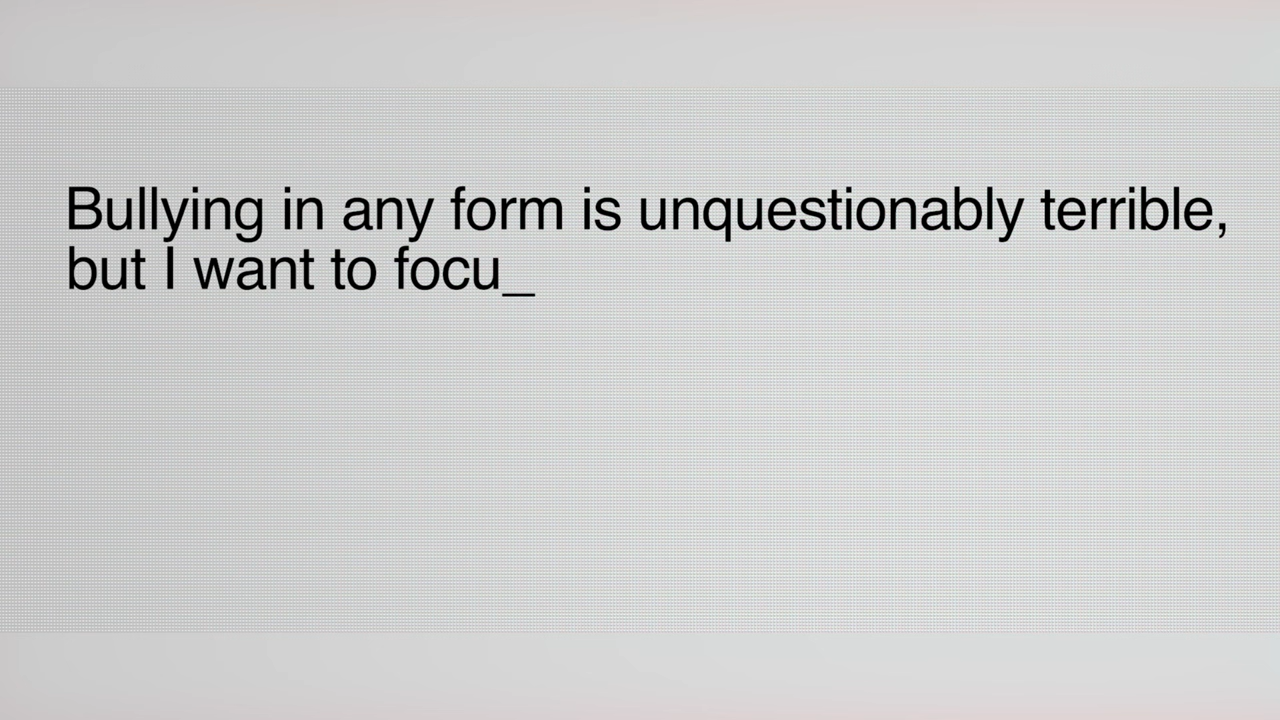 Bullying in any form is unquestionably terrible,
but I want to focu_